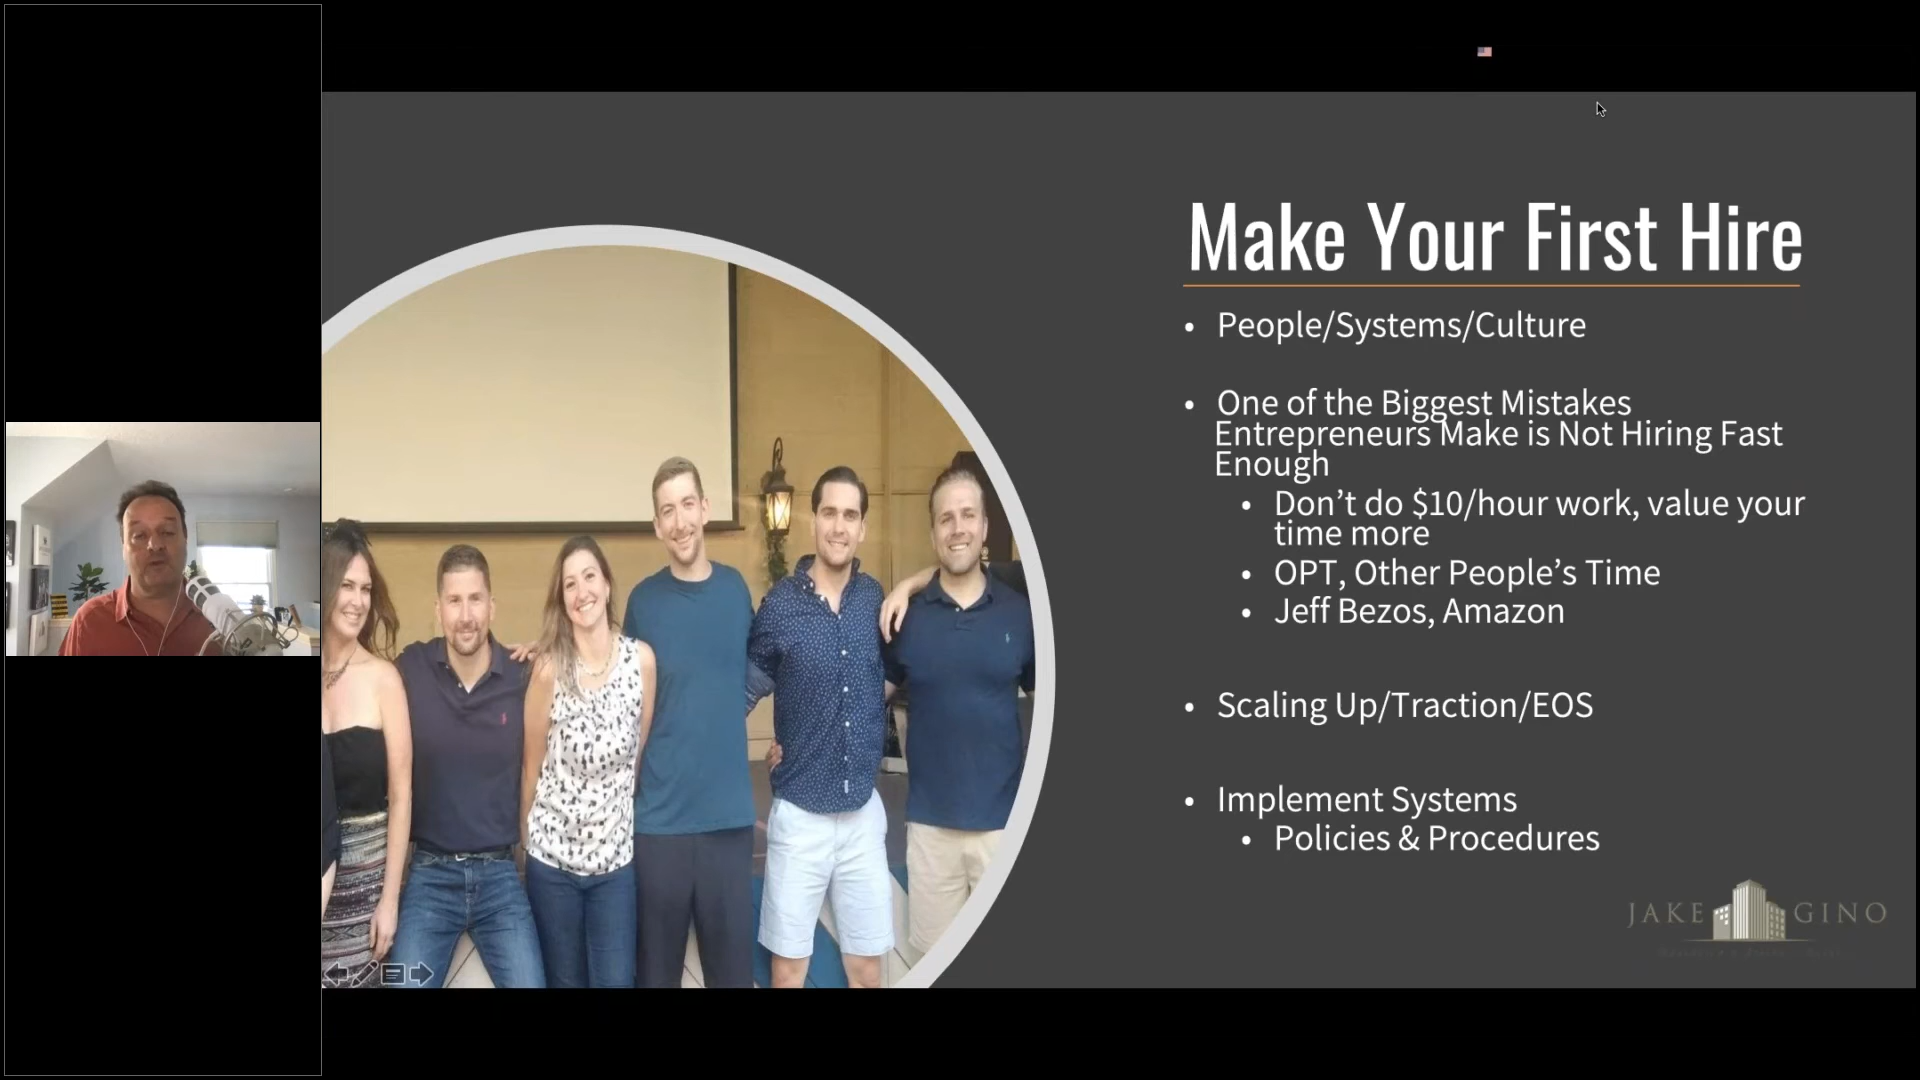 Make Your First Hire
• People/Systems/Culture
• One of the Biggest Mistakes
Entrepreneurs Make is Not Hiring Fast
Enough
• Don’t do $10/hour work, value your
time more
• OPT, Other People’s Time
• Jeff Bezos, Amazon
• Scaling Up/Traction/EOS
• Implement Systems
• Policies & Procedures
JAKE GINO